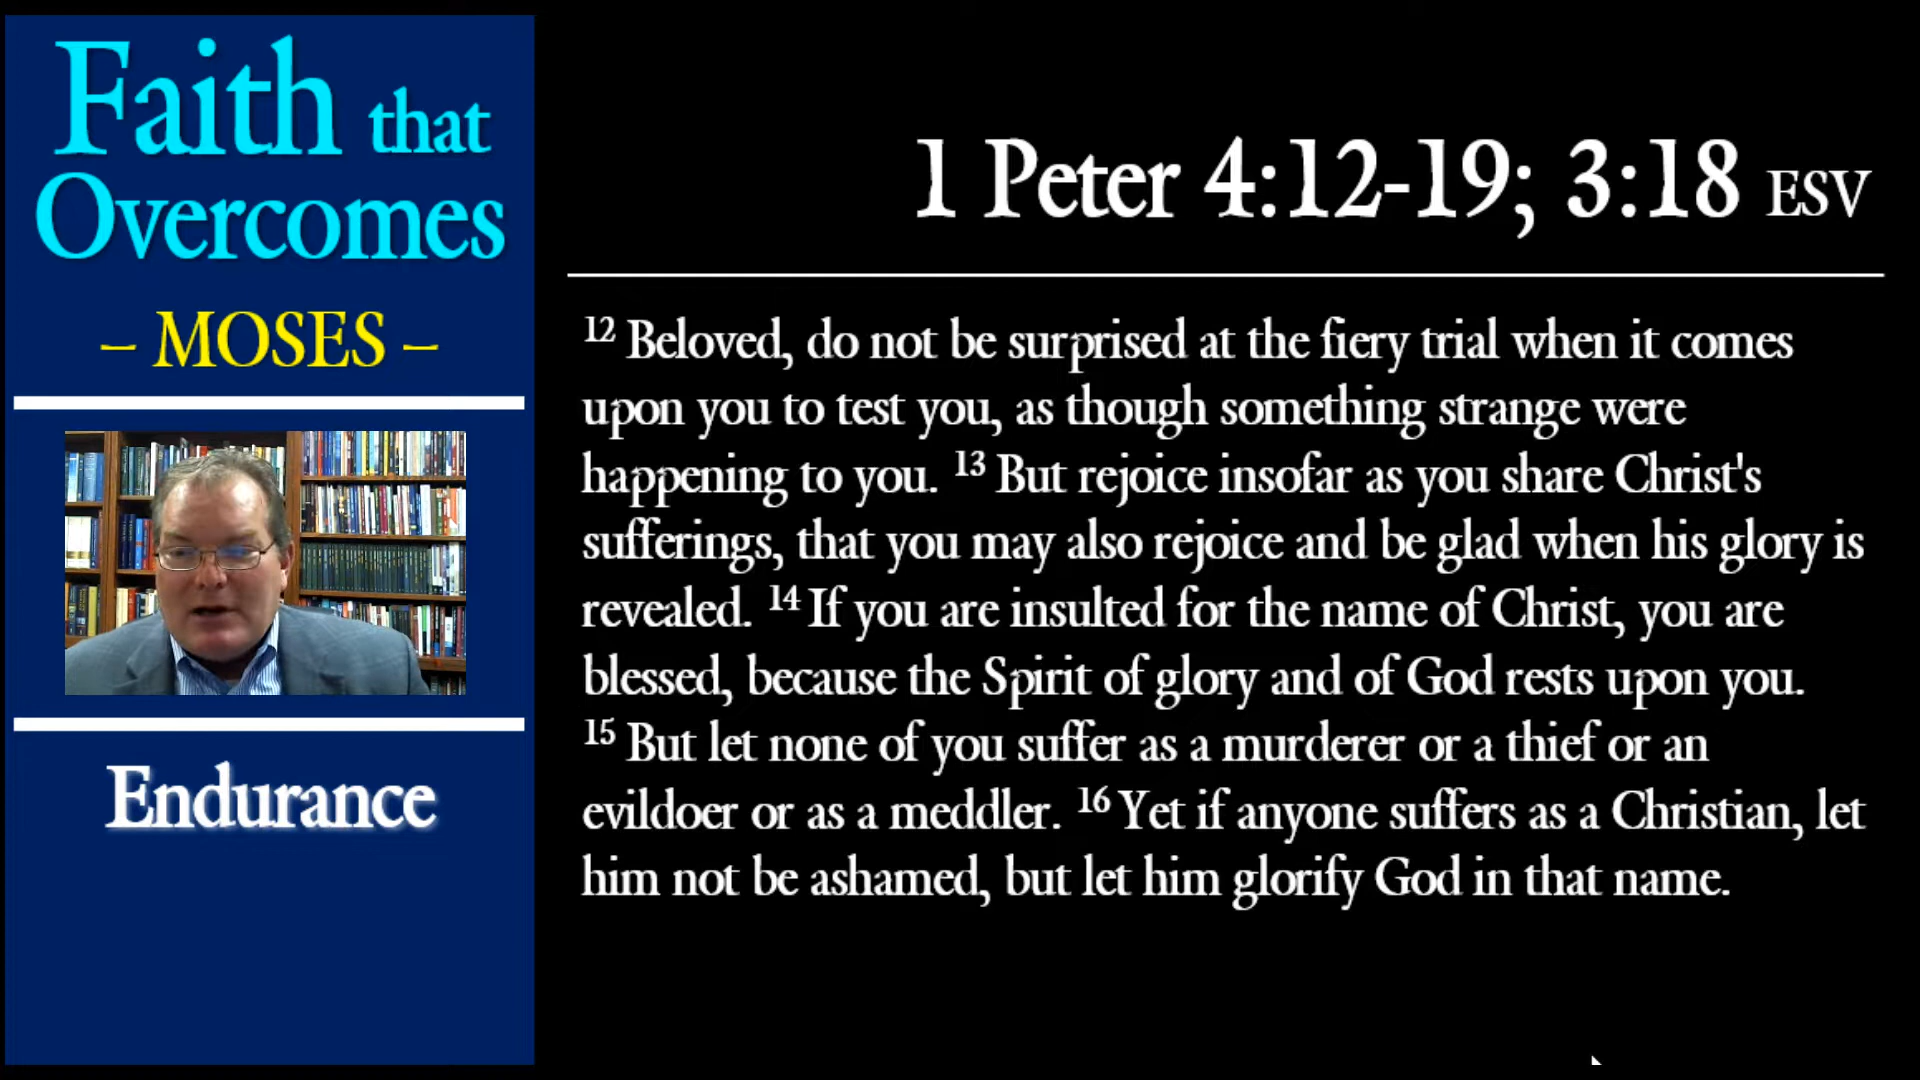 Faith that
Overcomes
– MOSES –
Endurance
1 Peter 4:12-19; 3:18 ESV
12 Beloved, do not be surprised at the fiery trial when it comes
upon you to test you, as though something strange were
happening to you. 13 But rejoice insofar as you share Christ's
sufferings, that you may also rejoice and be glad when his glory is
revealed. 14 If you are insulted for the name of Christ, you are
blessed, because the Spirit of glory and of God rests upon you.
15 But let none of you suffer as a murderer or a thief or an
evildoer or as a meddler. 16 Yet if anyone suffers as a Christian, let
him not be ashamed, but let him glorify God in that name.